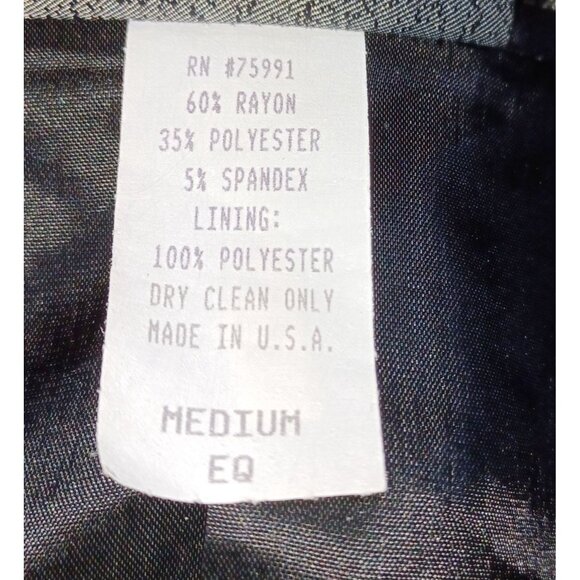 RN #75991
60% RAYON
35% POLYESTER
5% SPANDEX
LINING:
100% POLYESTER
DRY CLEAN ONLY
MADE IN U.S.A.
MEDIUM
EQ